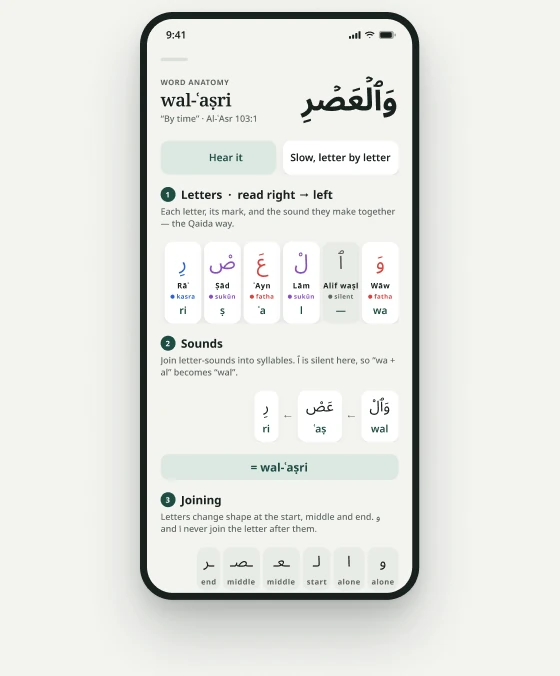 9:41
WORD ANATOMY
wal-ʿaṣri
"By time" · Al-ʿAsr 103:1
وَٱلْعَصْرِ
Hear it
Slow, letter by letter
1 Letters · read right → left
Each letter, its mark, and the sound they make together
— the Qaida way.
رِ صْ عَ لْ ٱ وَ
Rāʾ Ṣād ʿAyn Lām Alif waṣl Wāw
kasra sukūn fatha sukūn silent fatha
ri ṣ ʿa l — wa
2 Sounds
Join letter-sounds into syllables. ٱ is silent here, so "wa +
al" becomes "wal".
رِ ← عَصْ ← وَٱلْ
ri ʿaṣ wal
= wal-ʿaṣri
3 Joining
Letters change shape at the start, middle and end. و
and ا never join the letter after them.
ـر ـصـ ـعـ لـ ا و
end middle middle start alone alone